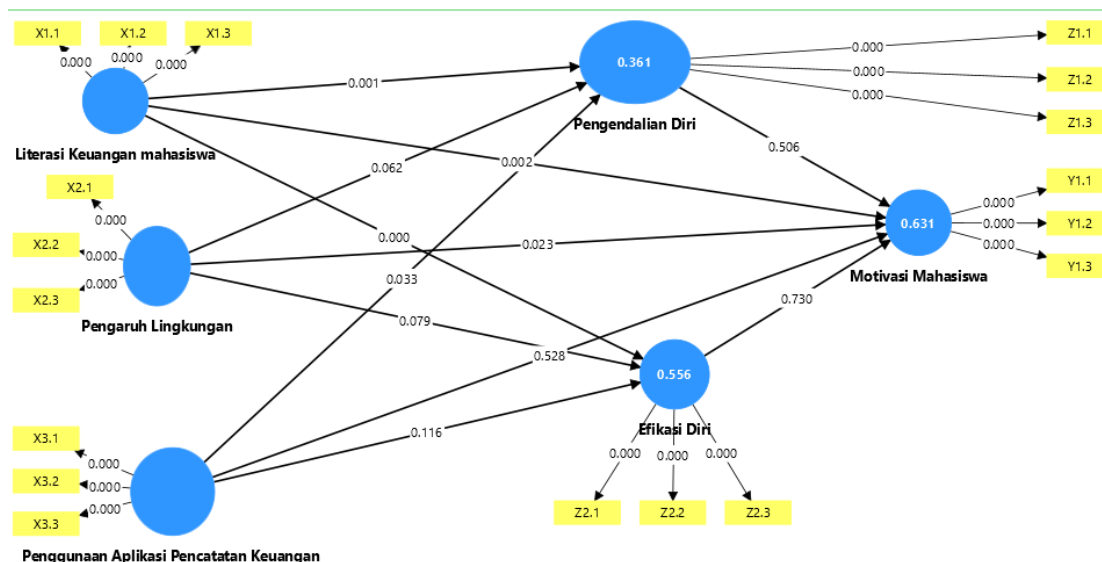 X1.1
X1.2
X1.3
0.000
0.000
0.000
Literasi Keuangan mahasiswa
X2.1
X2.2
X2.3
0.000
0.000
0.000
Pengaruh Lingkungan
X3.1
X3.2
X3.3
0.000
0.000
0.000
Penggunaan Aplikasi Pencatatan Keuangan
0.001
0.062
0.002
0.000
0.023
0.033
0.079
0.528
0.116
0.361
Pengendalian Diri
0.000
0.000
0.000
Z1.1
Z1.2
Z1.3
0.506
0.730
0.631
Motivasi Mahasiswa
0.000
0.000
0.000
Y1.1
Y1.2
Y1.3
0.556
Efikasi Diri
0.000
0.000
0.000
Z2.1
Z2.2
Z2.3